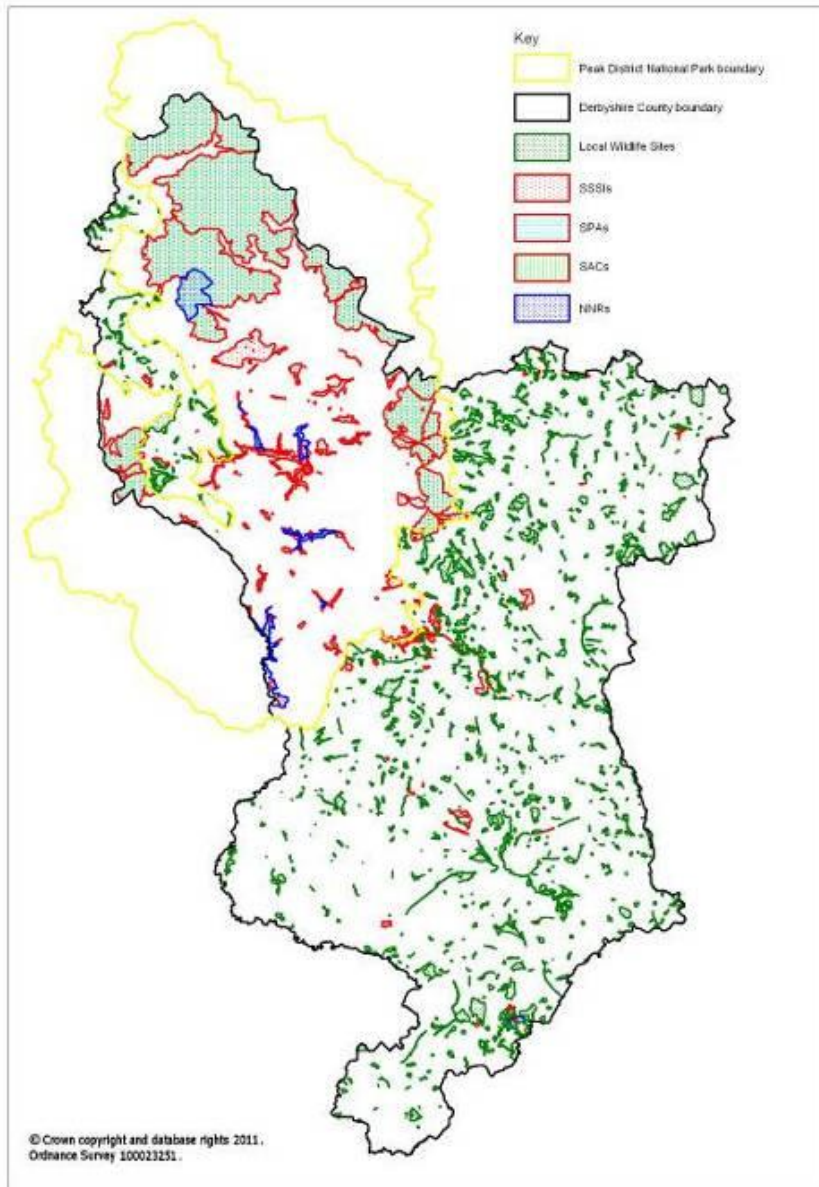 Key
Peak District National Park boundary
Derbyshire County boundary
Local Wildlife Sites
SSSIs
SPAs
SACs
NNRs
© Crown copyright and database rights 2011.
Ordnance Survey 100023251.